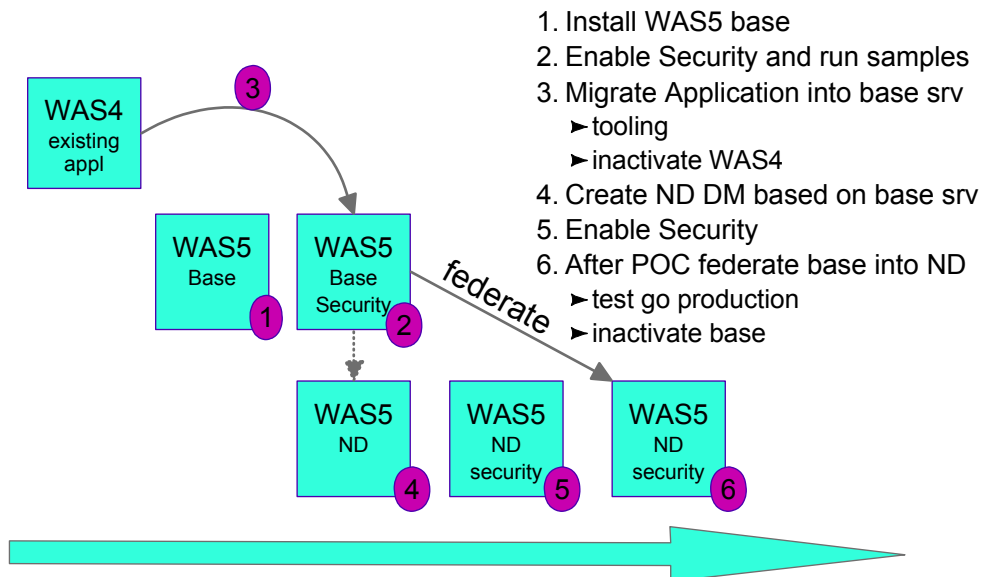 1. Install WAS5 base
2. Enable Security and run samples
3. Migrate Application into base srv
➤tooling
➤inactivate WAS4
4. Create ND DM based on base srv
5. Enable Security
6. After POC federate base into ND
➤test go production
➤inactivate base
WAS4
existing
appl
3
WAS5
Base
1
WAS5
Base
Security
2
federate
WAS5
ND
4
WAS5
ND
security
5
WAS5
ND
security
6